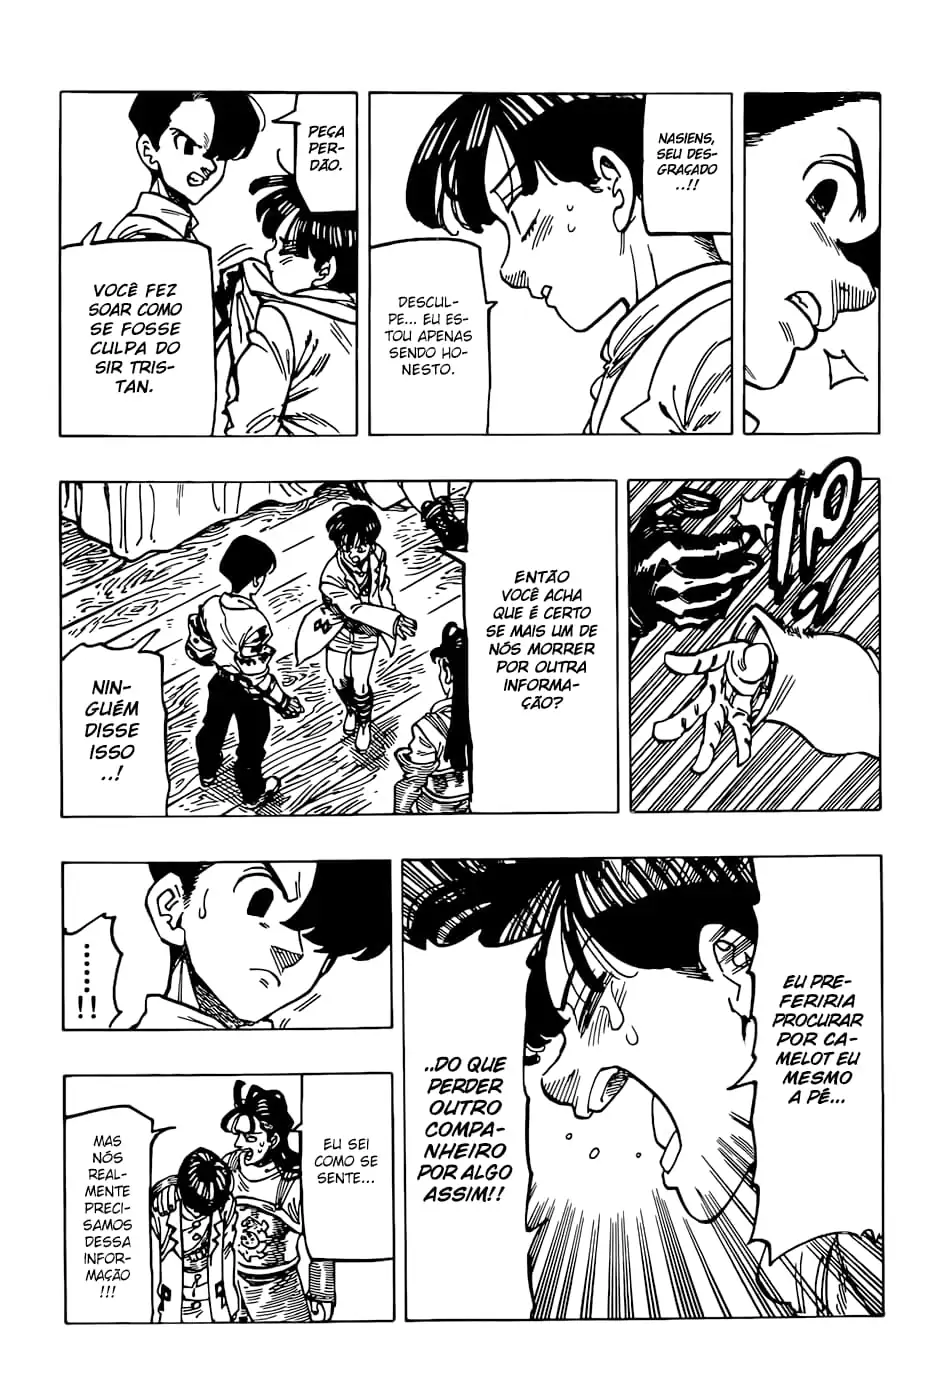 NASIENS,
SEU DES-
GRAÇADO
..!!
DESCUL-
PE... EU ES-
TOU APENAS
SENDO HO-
NESTO.
PEÇA
PER-
DÃO.
VOCÊ FEZ
SOAR COMO
SE FOSSE
CULPA DO
SIR TRIS-
TAN.
ENTÃO
VOCÊ ACHA
QUE É CERTO
SE MAIS UM DE
NÓS MORRER
POR OUTRA
INFORMA-
ÇÃO?
NIN-
GUÉM
DISSE
ISSO
..!
EU PRE-
FERIRIA
PROCURAR
POR CA-
MELOT EU
MESMO
A PÉ...
..DO QUE
PERDER
OUTRO
COMPA-
NHEIRO
POR ALGO
ASSIM!!
......!!
EU SEI
COMO SE
SENTE...
MAS
NÓS
REAL-
MENTE
PRECI-
SAMOS
DESSA
INFOR-
MAÇÃO
!!!